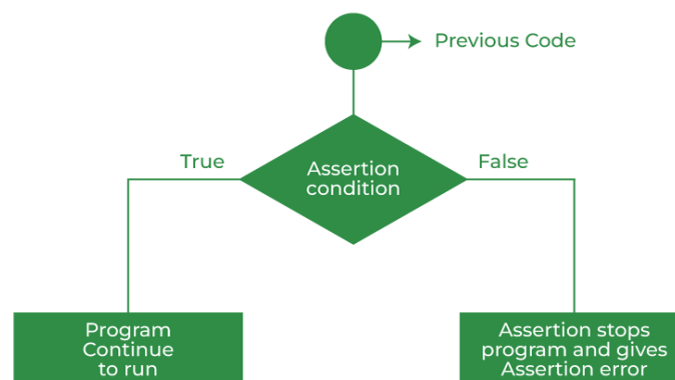 Previous Code
True
Assertion
condition
False
Program
Continue
to run
Assertion stops
program and gives
Assertion error